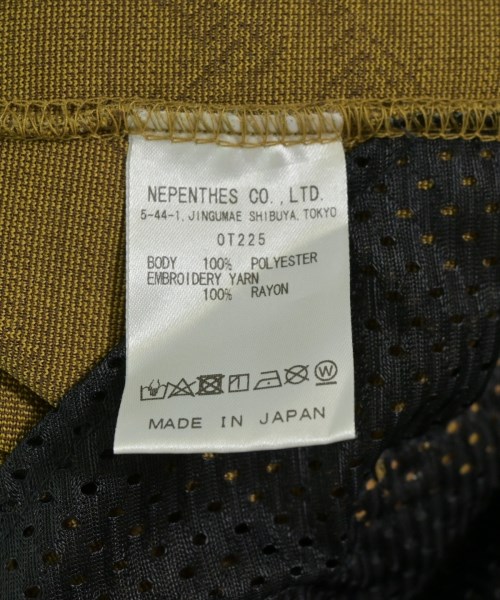 NEPENTHES CO., LTD.
5-44-1, JINGUMAE SHIBUYA, TOKYO
OT225
BODY 100% POLYESTER
EMBROIDERY YARN
100% RAYON
W
MADE IN JAPAN